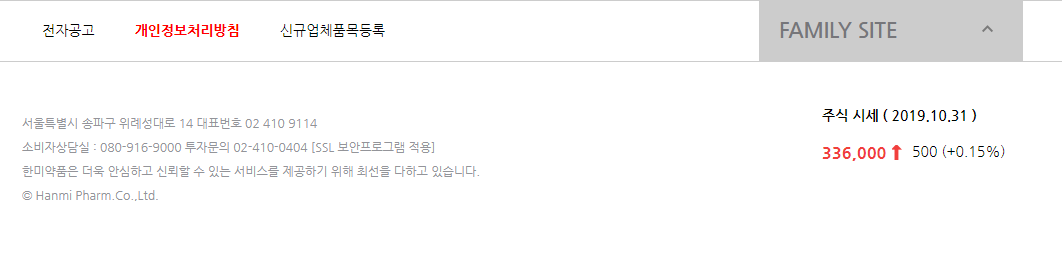 전자공고 개인정보처리방침 신규업체품목등록 FAMILY SITE
서울특별시 송파구 위례성대로 14 대표번호 02 410 9114
소비자상담실 : 080-916-9000 투자문의 02-410-0404 [SSL 보안프로그램 적용]
한미약품은 더욱 안심하고 신뢰할 수 있는 서비스를 제공하기 위해 최선을 다하고 있습니다.
© Hanmi Pharm.Co.,Ltd.
주식 시세 ( 2019.10.31 )
336,000 ⬆ 500 (+0.15%)